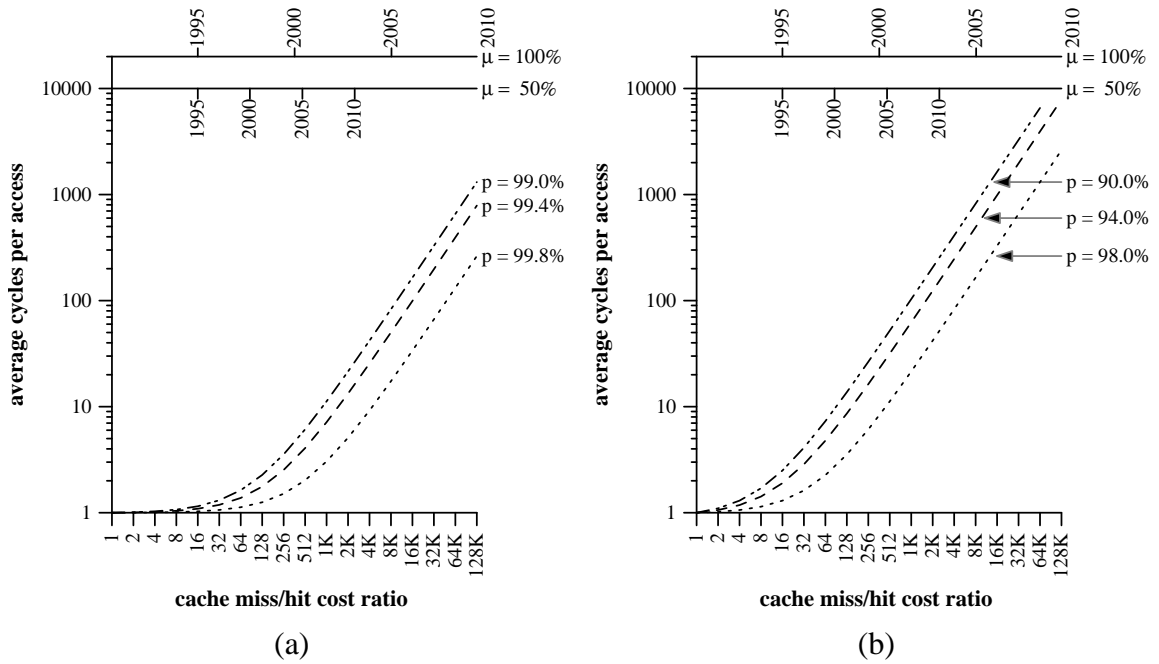 1995
2000
2005
2010
μ = 100%
10000
μ = 50%
1995
2000
2005
2010
1000
p = 99.0%
p = 99.4%
p = 99.8%
100
10
1
average cycles per access
1
2
4
8
16
32
64
128
256
512
1K
2K
4K
8K
16K
32K
64K
128K
cache miss/hit cost ratio
(a)
1995
2000
2005
2010
μ = 100%
10000
μ = 50%
1995
2000
2005
2010
1000
p = 90.0%
p = 94.0%
p = 98.0%
100
10
1
average cycles per access
1
2
4
8
16
32
64
128
256
512
1K
2K
4K
8K
16K
32K
64K
128K
cache miss/hit cost ratio
(b)